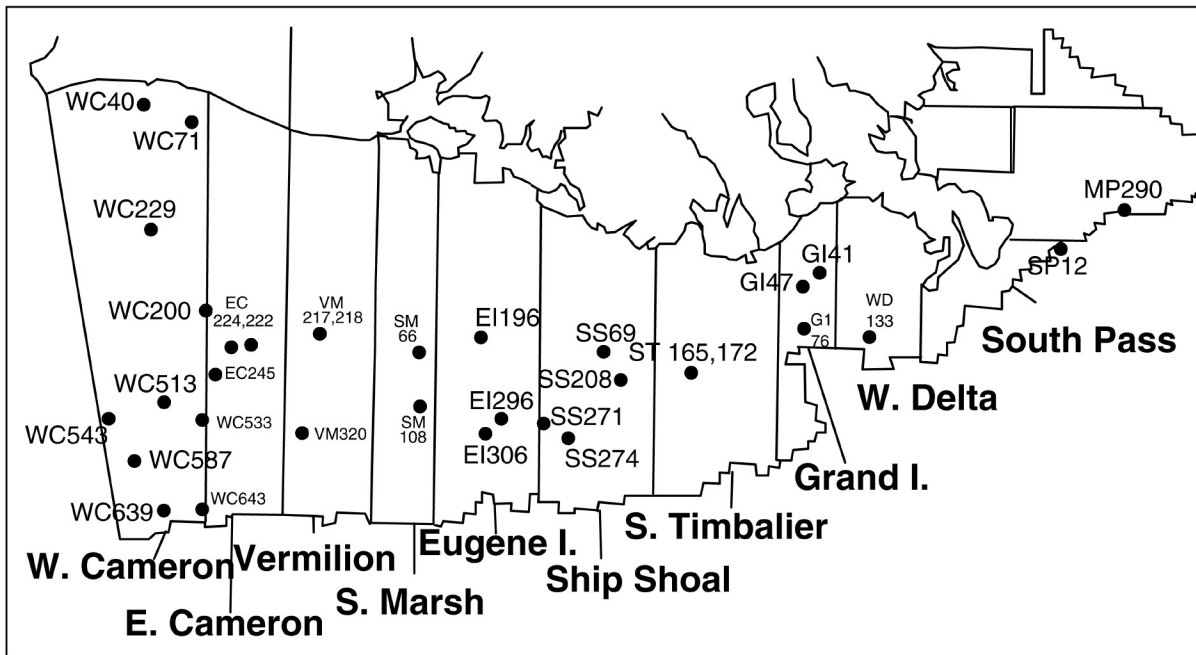 WC40
WC71
WC229
WC200
EC
224,222
EC245
WC513
WC543
WC533
WC587
WC639
WC643
VM
217,218
VM320
SM
66
SM
108
EI196
EI296
EI306
SS69
SS208
SS271
SS274
ST 165,172
GI41
GI47
G1
76
WD
133
MP290
SP12
South Pass
W. Delta
Grand I.
S. Timbalier
Eugene I.
Ship Shoal
Vermilion
W. Cameron
S. Marsh
E. Cameron